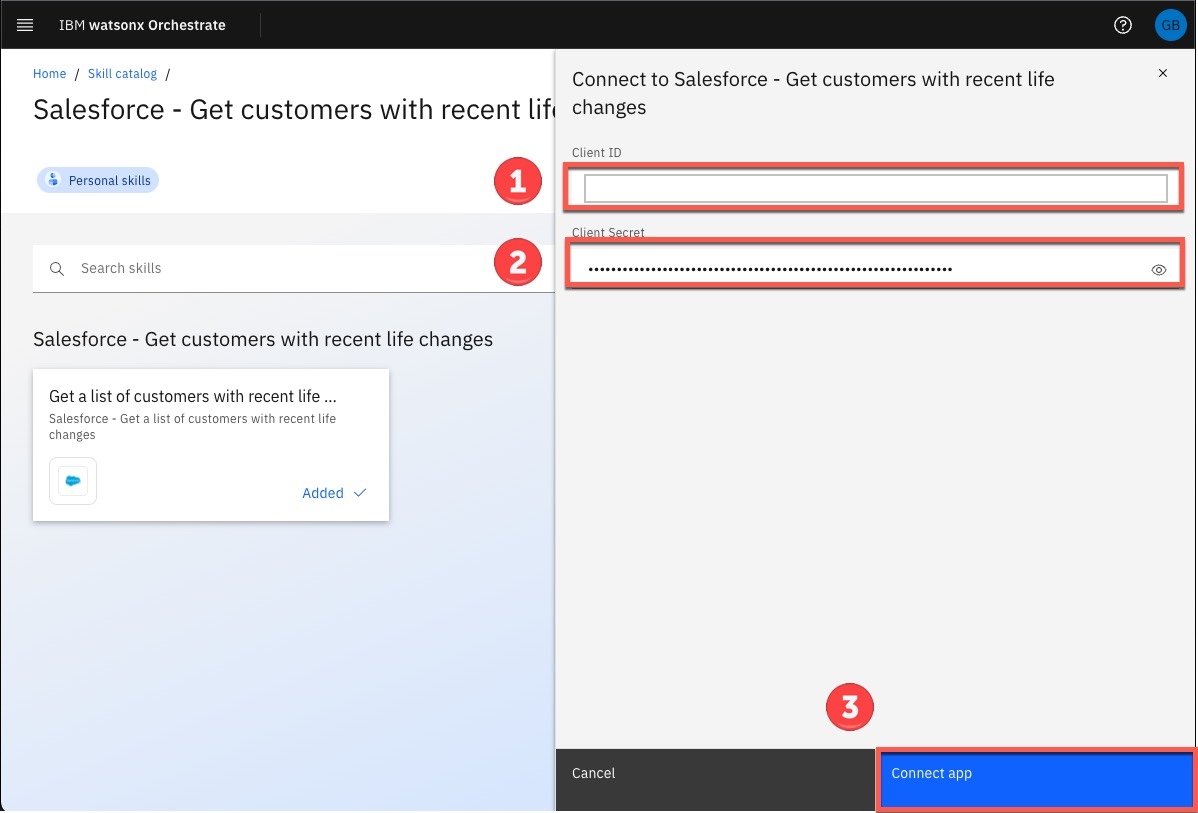 IBM watsonx Orchestrate
GB
Home / Skill catalog /
Salesforce - Get customers with recent life
Personal skills
Search skills
Salesforce - Get customers with recent life changes
Get a list of customers with recent life ...
Salesforce - Get a list of customers with recent life
changes
Added
Connect to Salesforce - Get customers with recent life
changes
Client ID
1
Client Secret
2
••••••••••••••••••••••••••••••••••••••••••••••••••••••••••••••••
3
Cancel
Connect app